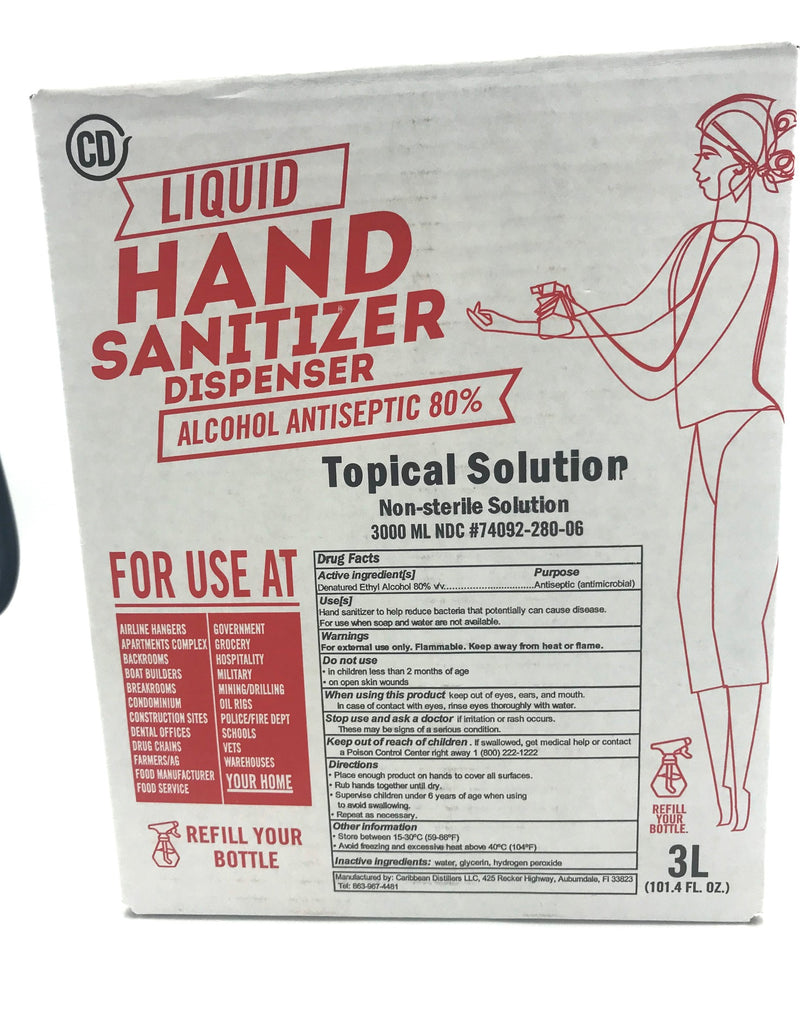 CD
LIQUID
HAND
SANITIZER
DISPENSER
ALCOHOL ANTISEPTIC 80%
Topical Solution
Non-sterile Solution
3000 ML NDC #74092-280-06
FOR USE AT
AIRLINE HANGERS
APARTMENTS COMPLEX
BACKROOMS
BOAT BUILDERS
BREAKROOMS
CONDOMINIUM
CONSTRUCTION SITES
DENTAL OFFICES
DRUG CHAINS
FARMERS/AG
FOOD MANUFACTURER
FOOD SERVICE
GOVERNMENT
GROCERY
HOSPITALITY
MILITARY
MINING/DRILLING
OIL RIGS
POLICE/FIRE DEPT
SCHOOLS
VETS
WAREHOUSES
YOUR HOME
REFILL YOUR
BOTTLE
Drug Facts
Active ingredient[s] Purpose
Denatured Ethyl Alcohol 80% v/v..............................Antiseptic (antimicrobial)
Use[s]
Hand sanitizer to help reduce bacteria that potentially can cause disease.
For use when soap and water are not available.
Warnings
For external use only. Flammable. Keep away from heat or flame.
Do not use
• in children less than 2 months of age
• on open skin wounds
When using this product keep out of eyes, ears, and mouth.
In case of contact with eyes, rinse eyes thoroughly with water.
Stop use and ask a doctor if irritation or rash occurs.
These may be signs of a serious condition.
Keep out of reach of children . If swallowed, get medical help or contact
a Poison Control Center right away 1 (800) 222-1222
Directions
• Place enough product on hands to cover all surfaces.
• Rub hands together until dry.
• Supervise children under 6 years of age when using
to avoid swallowing.
• Repeat as necessary.
Other information
• Store between 15-30ºC (59-86ºF)
• Avoid freezing and excessive heat above 40ºC (104ºF)
Inactive ingredients: water, glycerin, hydrogen peroxide
Manufactured by: Caribbean Distillers LLC, 425 Recker Highway, Auburndale, Fl 33823
Tel: 863-967-4481
REFILL
YOUR
BOTTLE.
3L
(101.4 FL. OZ.)